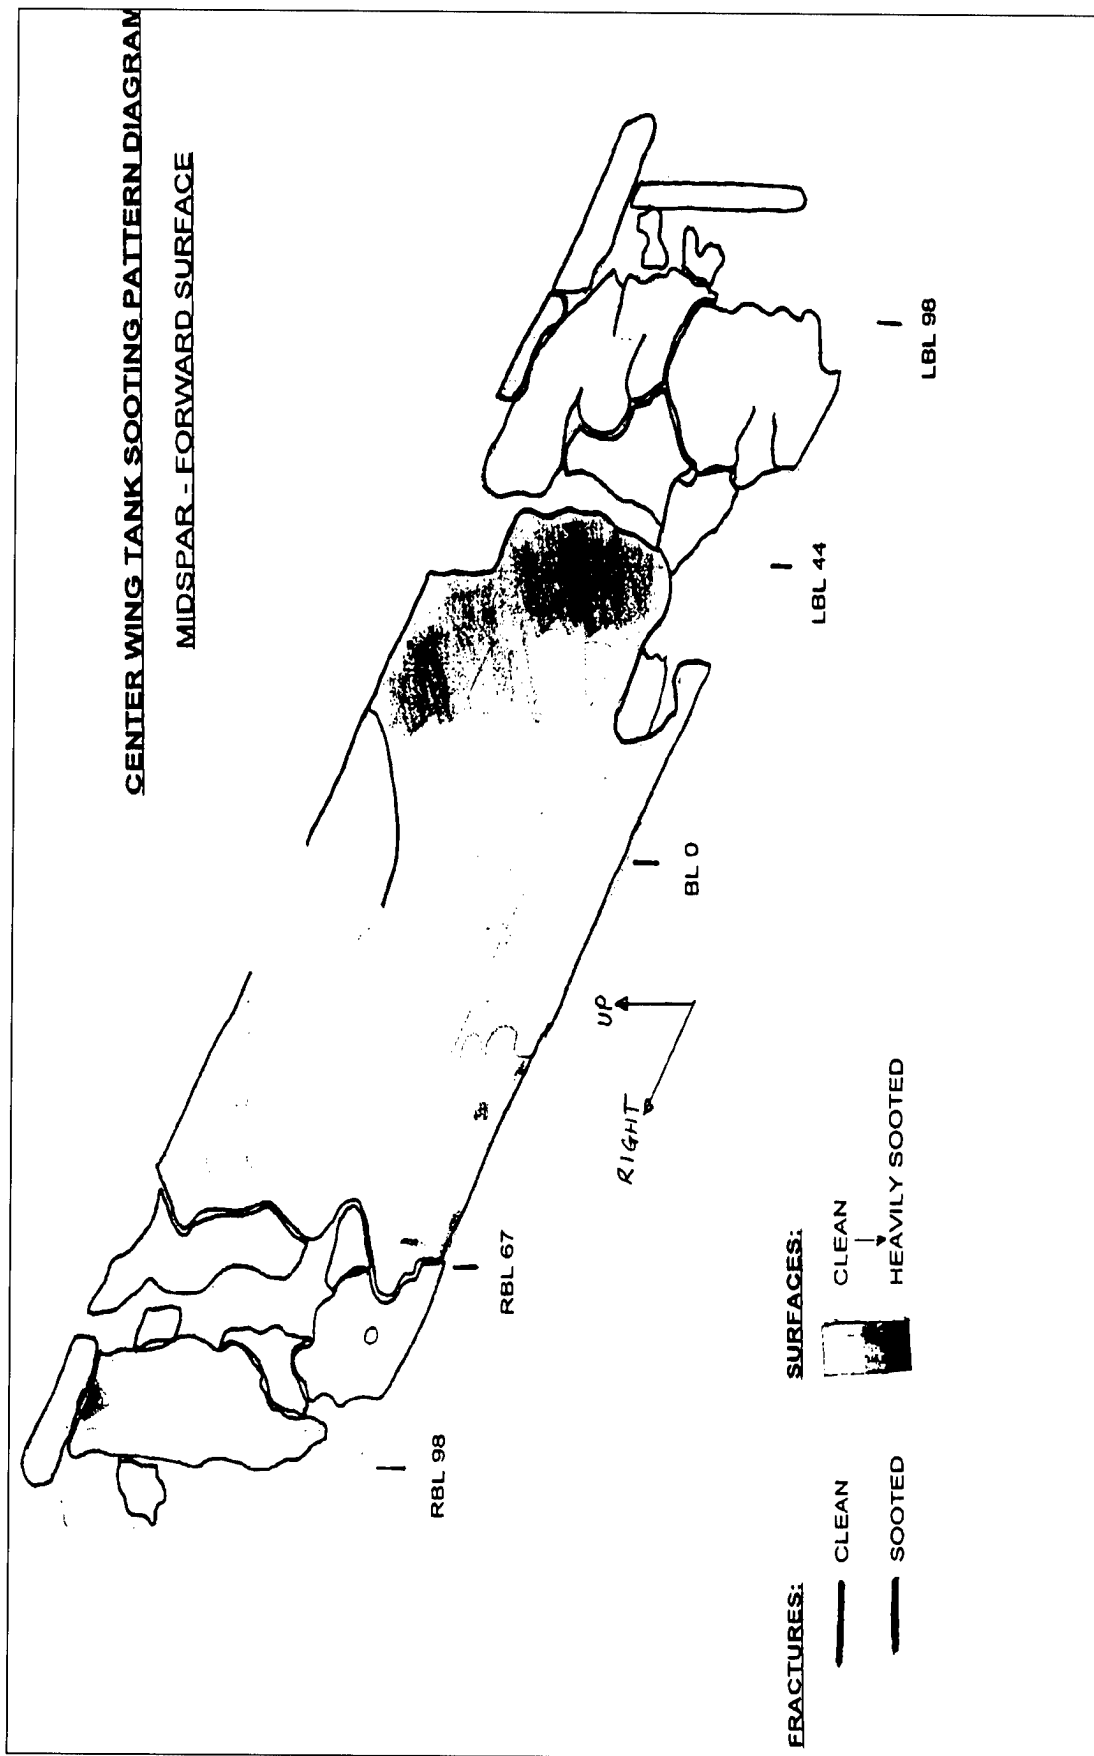 CENTER WING TANK SOOTING PATTERN DIAGRAM
MIDSPAR - FORWARD SURFACE
RBL 98
RBL 67
BL 0
LBL 44
LBL 98
UP
RIGHT
FRACTURES:
CLEAN
SOOTED
SURFACES:
CLEAN
HEAVILY SOOTED